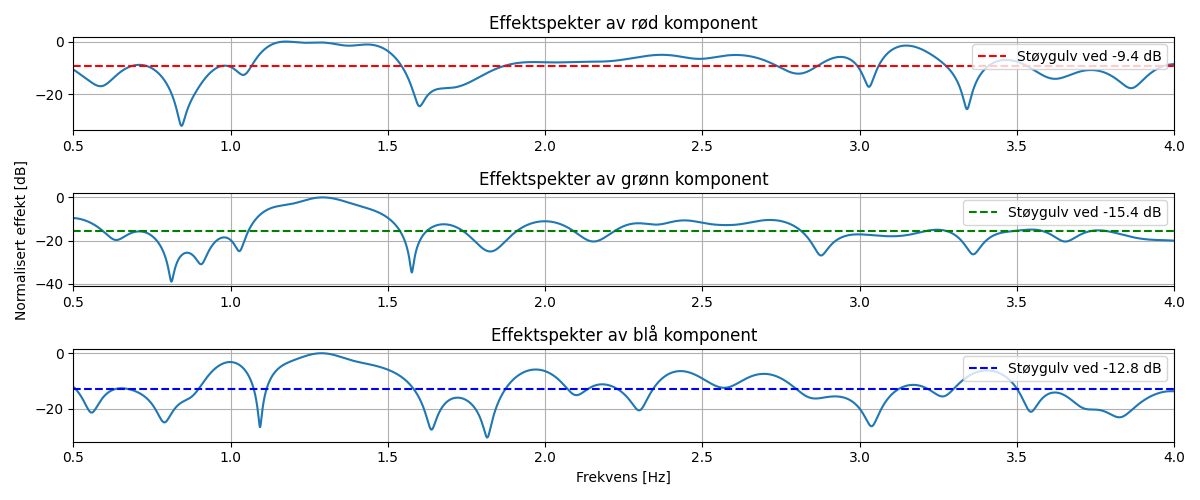 Effektspekter av rød komponent
0
−20
Støygulv ved -9.4 dB
0.5 1.0 1.5 2.0 2.5 3.0 3.5 4.0
Effektspekter av grønn komponent
Normalisert effekt [dB]
0
−20
−40
Støygulv ved -15.4 dB
0.5 1.0 1.5 2.0 2.5 3.0 3.5 4.0
Effektspekter av blå komponent
0
−20
Støygulv ved -12.8 dB
0.5 1.0 1.5 2.0 2.5 3.0 3.5 4.0
Frekvens [Hz]